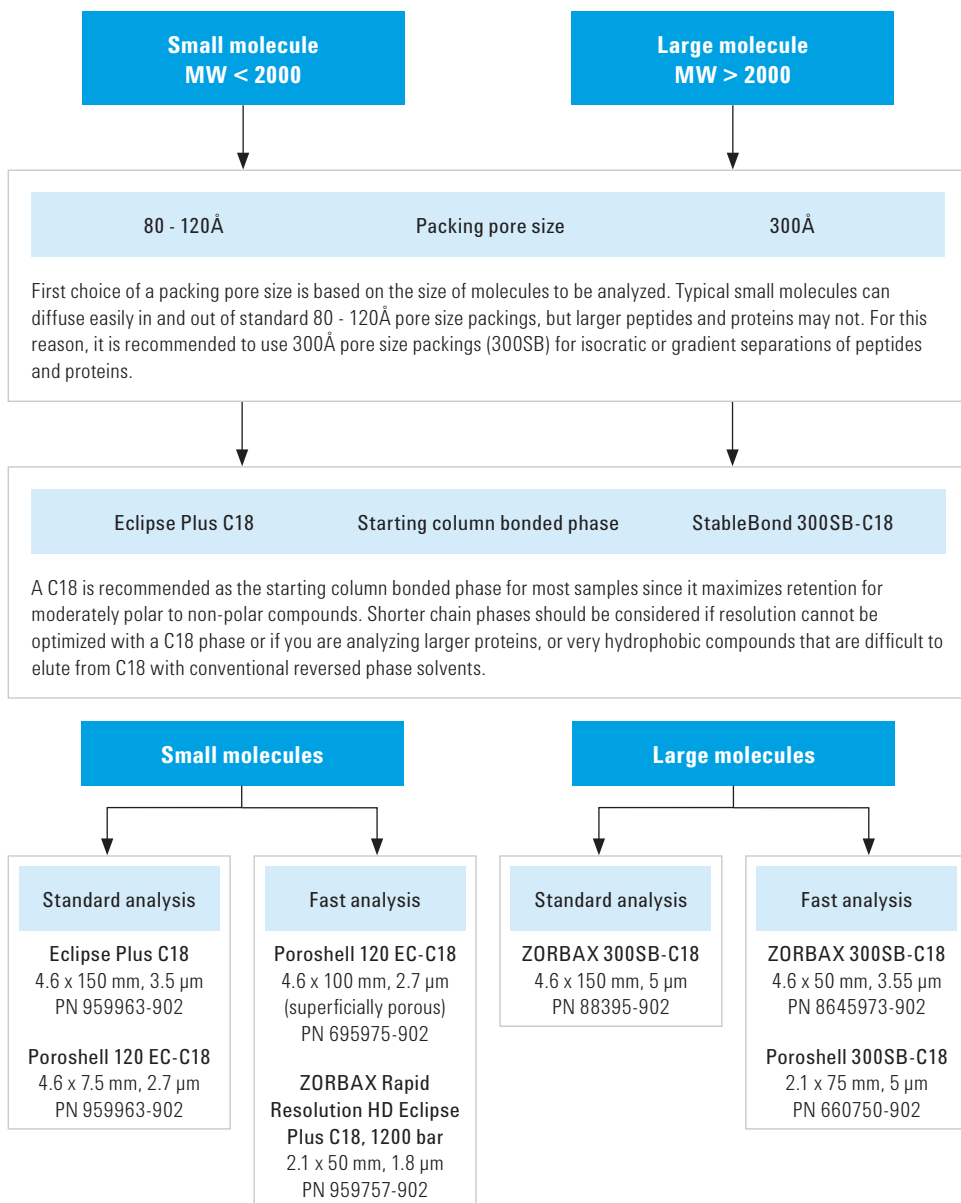 Small molecule
MW < 2000
Large molecule
MW > 2000
80 - 120Å
Packing pore size
300Å
First choice of a packing pore size is based on the size of molecules to be analyzed. Typical small molecules can
diffuse easily in and out of standard 80 - 120Å pore size packings, but larger peptides and proteins may not. For this
reason, it is recommended to use 300Å pore size packings (300SB) for isocratic or gradient separations of peptides
and proteins.
Eclipse Plus C18
Starting column bonded phase
StableBond 300SB-C18
A C18 is recommended as the starting column bonded phase for most samples since it maximizes retention for
moderately polar to non-polar compounds. Shorter chain phases should be considered if resolution cannot be
optimized with a C18 phase or if you are analyzing larger proteins, or very hydrophobic compounds that are difficult to
elute from C18 with conventional reversed phase solvents.
Small molecules
Large molecules
Standard analysis
Eclipse Plus C18
4.6 x 150 mm, 3.5 µm
PN 959963-902
Poroshell 120 EC-C18
4.6 x 7.5 mm, 2.7 µm
PN 959963-902
Fast analysis
Poroshell 120 EC-C18
4.6 x 100 mm, 2.7 µm
(superficially porous)
PN 695975-902
ZORBAX Rapid
Resolution HD Eclipse
Plus C18, 1200 bar
2.1 x 50 mm, 1.8 µm
PN 959757-902
Standard analysis
ZORBAX 300SB-C18
4.6 x 150 mm, 5 µm
PN 88395-902
Fast analysis
ZORBAX 300SB-C18
4.6 x 50 mm, 3.55 µm
PN 8645973-902
Poroshell 300SB-C18
2.1 x 75 mm, 5 µm
PN 660750-902